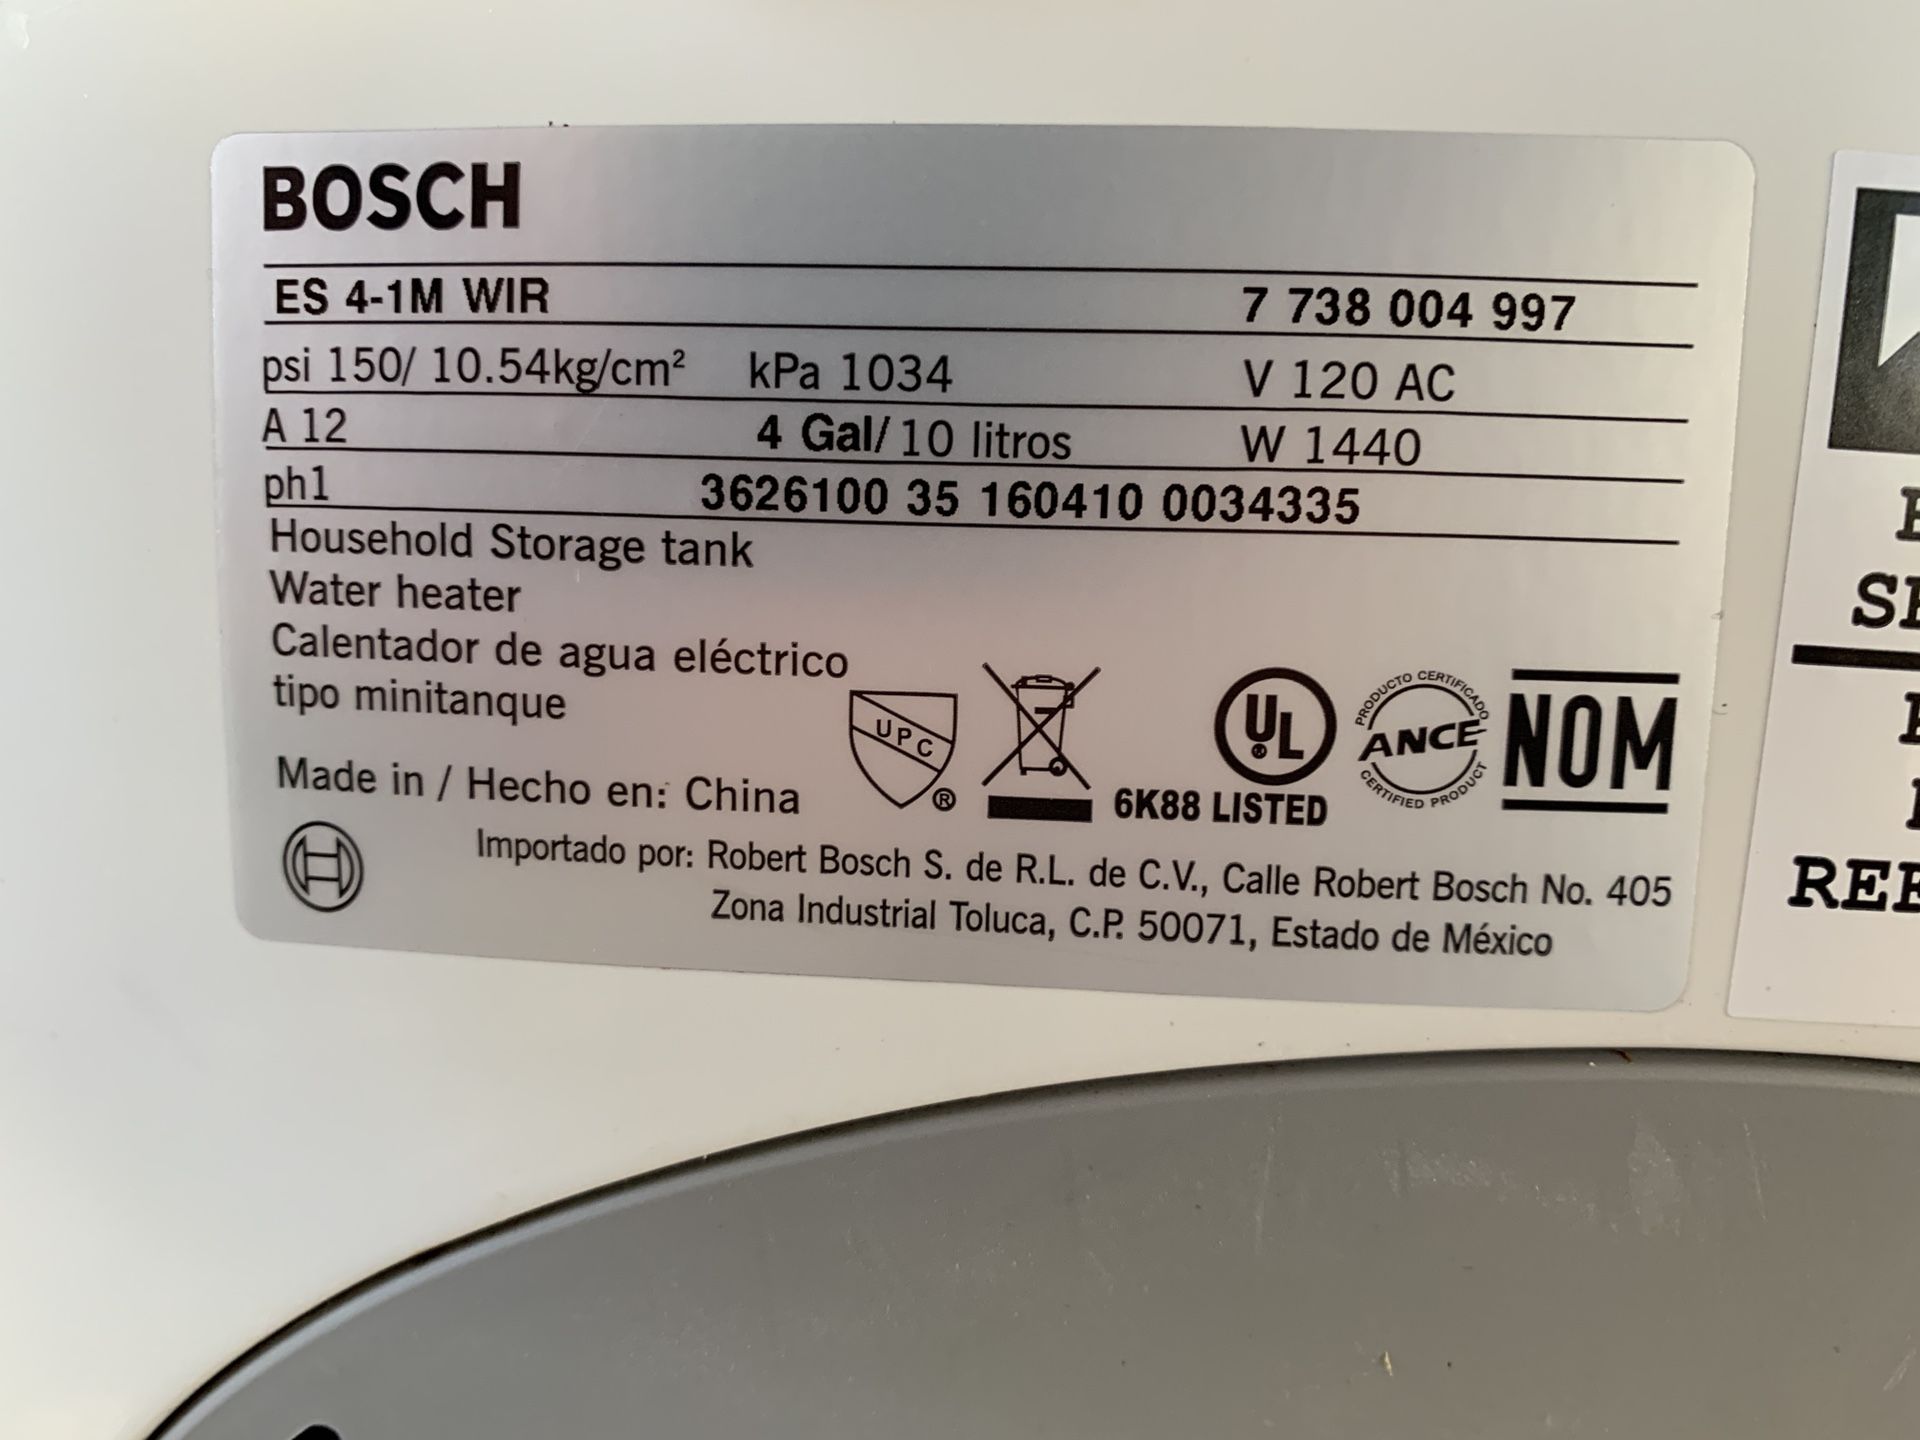 BOSCH
ES 4-1M WIR 7 738 004 997
psi 150/ 10.54kg/cm² kPa 1034 V 120 AC
A 12 4 Gal/ 10 litros W 1440
ph1 3626100 35 160410 0034335
Household Storage tank
Water heater
Calentador de agua eléctrico
tipo minitanque
UPC ®
UL ®
6K88 LISTED
PRODUCTO CERTIFICADO
ANCE
CERTIFIED PRODUCT
NOM
Made in / Hecho en: China
Importado por: Robert Bosch S. de R.L. de C.V., Calle Robert Bosch No. 405
Zona Industrial Toluca, C.P. 50071, Estado de México